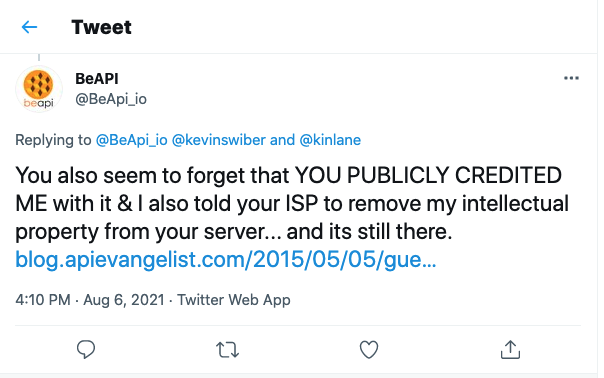 Tweet
BeAPI
@BeApi_io
beapi
Replying to @BeApi_io @kevinswiber and @kinlane
You also seem to forget that YOU PUBLICLY CREDITED
ME with it & I also told your ISP to remove my intellectual
property from your server... and its still there.
blog.apievangelist.com/2015/05/05/gue...
4:10 PM · Aug 6, 2021 · Twitter Web App